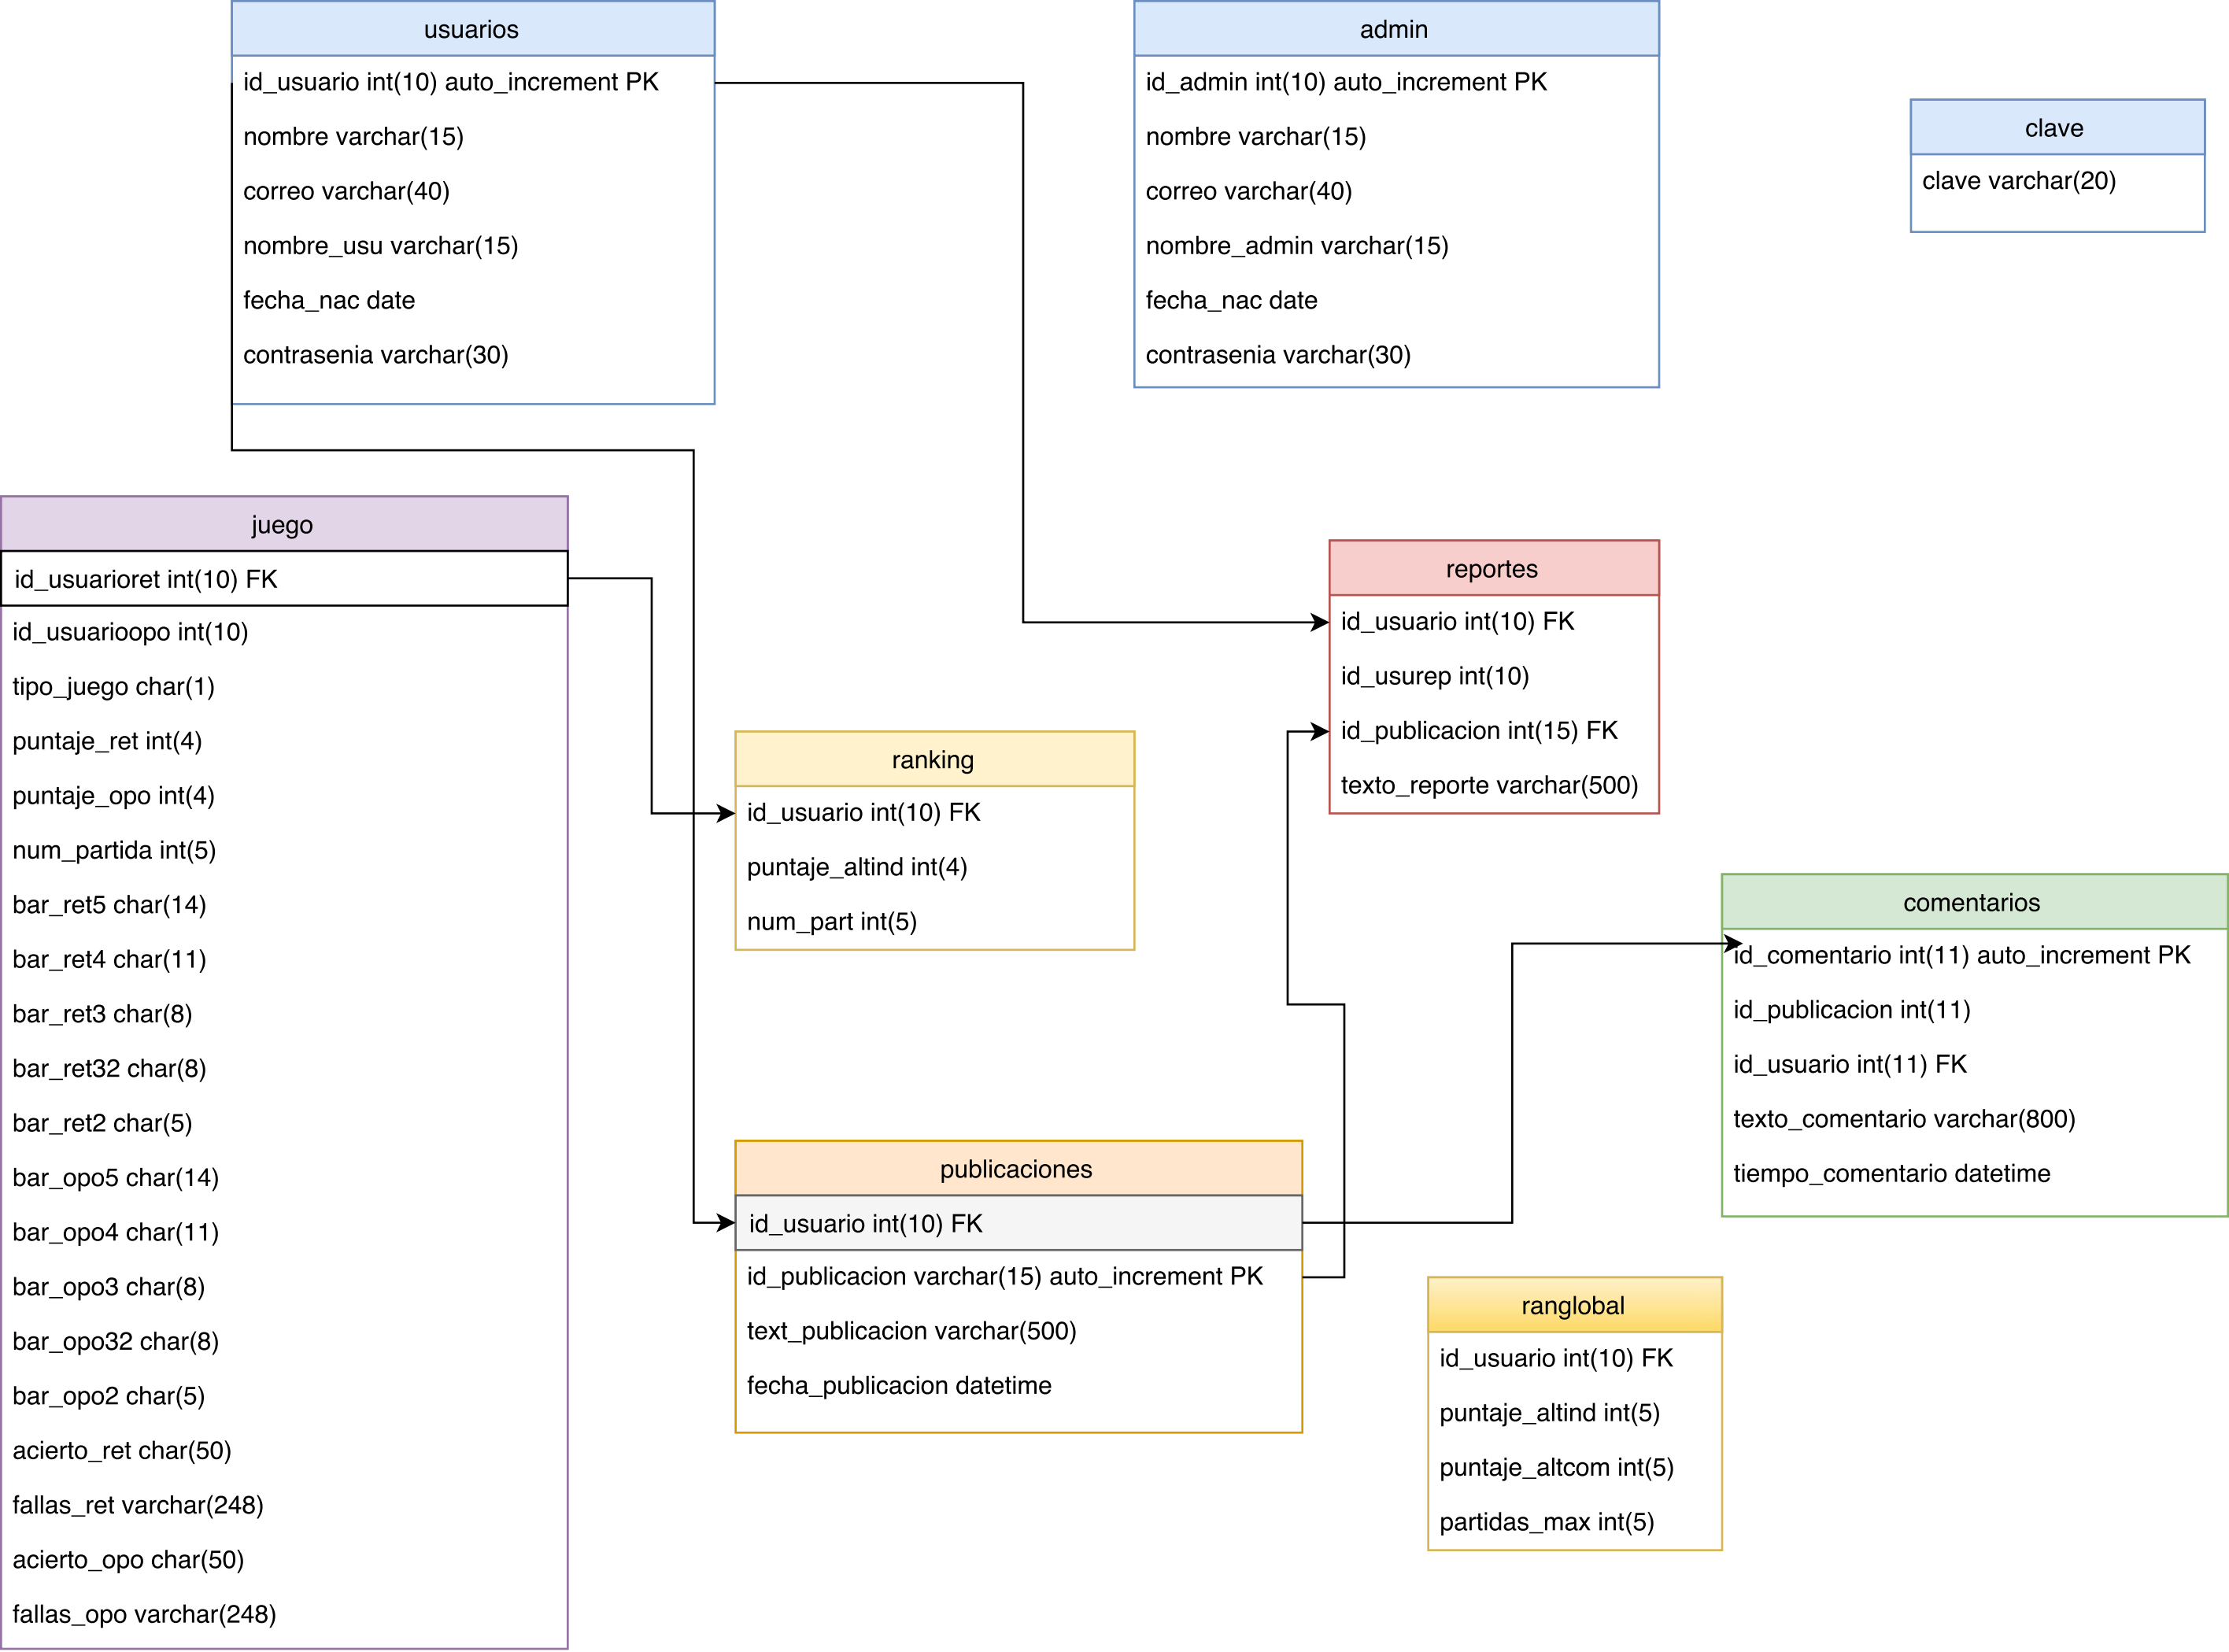 usuarios
id_usuario int(10) auto_increment PK
nombre varchar(15)
correo varchar(40)
nombre_usu varchar(15)
fecha_nac date
contrasenia varchar(30)
admin
id_admin int(10) auto_increment PK
nombre varchar(15)
correo varchar(40)
nombre_admin varchar(15)
fecha_nac date
contrasenia varchar(30)
clave
clave varchar(20)
juego
id_usuarioret int(10) FK
id_usuarioopo int(10)
tipo_juego char(1)
puntaje_ret int(4)
puntaje_opo int(4)
num_partida int(5)
bar_ret5 char(14)
bar_ret4 char(11)
bar_ret3 char(8)
bar_ret32 char(8)
bar_ret2 char(5)
bar_opo5 char(14)
bar_opo4 char(11)
bar_opo3 char(8)
bar_opo32 char(8)
bar_opo2 char(5)
acierto_ret char(50)
fallas_ret varchar(248)
acierto_opo char(50)
fallas_opo varchar(248)
ranking
id_usuario int(10) FK
puntaje_altind int(4)
num_part int(5)
reportes
id_usuario int(10) FK
id_usurep int(10)
id_publicacion int(15) FK
texto_reporte varchar(500)
comentarios
id_comentario int(11) auto_increment PK
id_publicacion int(11)
id_usuario int(11) FK
texto_comentario varchar(800)
tiempo_comentario datetime
publicaciones
id_usuario int(10) FK
id_publicacion varchar(15) auto_increment PK
text_publicacion varchar(500)
fecha_publicacion datetime
ranglobal
id_usuario int(10) FK
puntaje_altind int(5)
puntaje_altcom int(5)
partidas_max int(5)